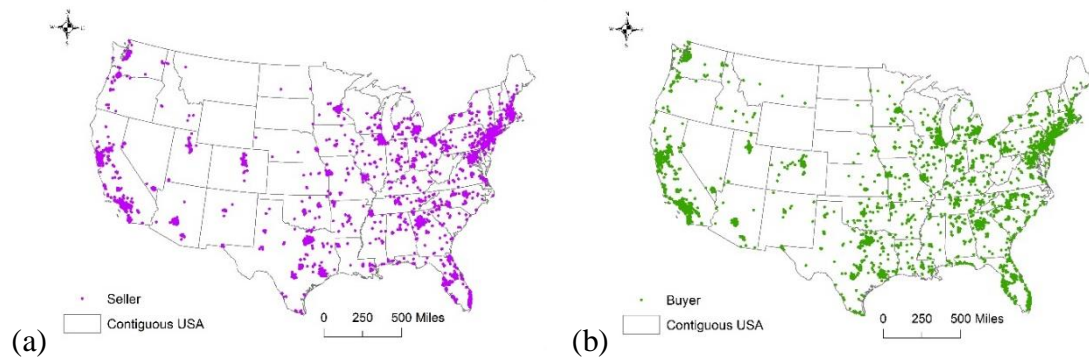 N
W E
S
Seller
Contiguous USA
0 250 500 Miles
(a)
N
W E
S
Buyer
Contiguous USA
0 250 500 Miles
(b)